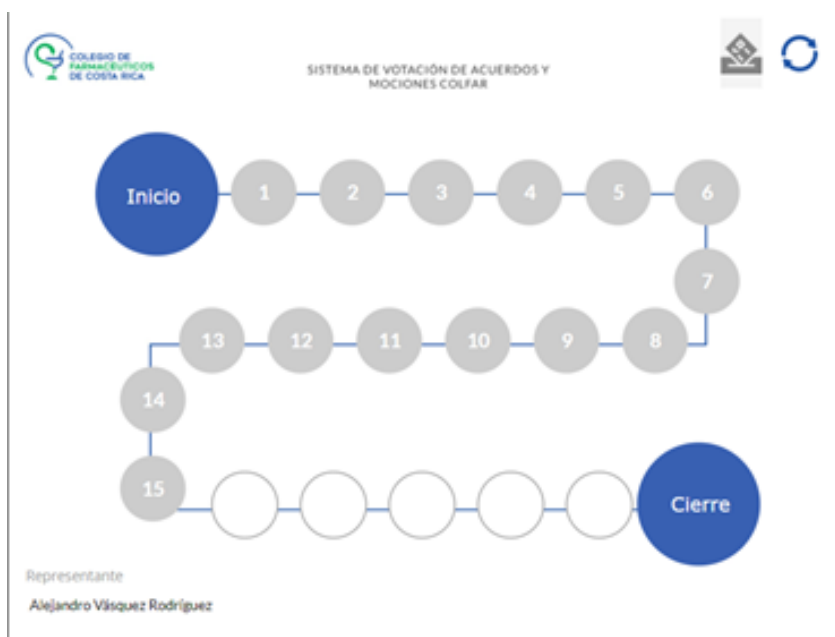 COLEGIO DE
FARMACÉUTICOS
DE COSTA RICA
SISTEMA DE VOTACIÓN DE ACUERDOS Y
MOCIONES COLFAR
Inicio
1
2
3
4
5
6
7
8
9
10
11
12
13
14
15
Cierre
Representante
Alejandro Vásquez Rodríguez